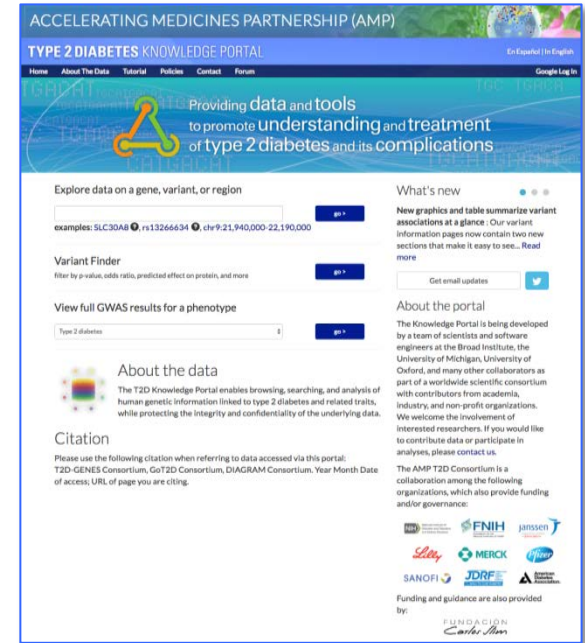 ACCELERATING MEDICINES PARTNERSHIP (AMP)
TYPE 2 DIABETES KNOWLEDGE PORTAL
En Español | In English
Home About The Data Tutorial Policies Contact Forum
Google Log In
Providing data and tools
to promote understanding and treatment
of type 2 diabetes and its complications
Explore data on a gene, variant, or region
go >
examples: SLC30A8, rs13266634, chr9:21,940,000-22,190,000
Variant Finder
filter by p-value, odds ratio, predicted effect on protein, and more
go >
View full GWAS results for a phenotype
Type 2 diabetes
go >
About the data
The T2D Knowledge Portal enables browsing, searching, and analysis of
human genetic information linked to type 2 diabetes and related traits,
while protecting the integrity and confidentiality of the underlying data.
Citation
Please use the following citation when referring to data accessed via this portal:
T2D-GENES Consortium, GoT2D Consortium, DIAGRAM Consortium. Year Month Date
of access; URL of page you are citing.
What's new
New graphics and table summarize variant
associations at a glance : Our variant
information pages now contain two new
sections that make it easy to see... Read
more
Get email updates
About the portal
The Knowledge Portal is being developed
by a team of scientists and software
engineers at the Broad Institute, the
University of Michigan, University of
Oxford, and many other collaborators as
part of a worldwide scientific consortium
with contributors from academia,
industry, and non-profit organizations.
We welcome the involvement of
interested researchers. If you would like
to contribute data or participate in
analyses, please contact us.
The AMP T2D Consortium is a
collaboration among the following
organizations, which also provide funding
and/or governance:
NIH
FNIH
janssen
Lilly
MERCK
Pfizer
SANOFI
JDRF
American
Diabetes
Association.
Funding and guidance are also provided
by:
FUNDACIÓN
Carlos Slim